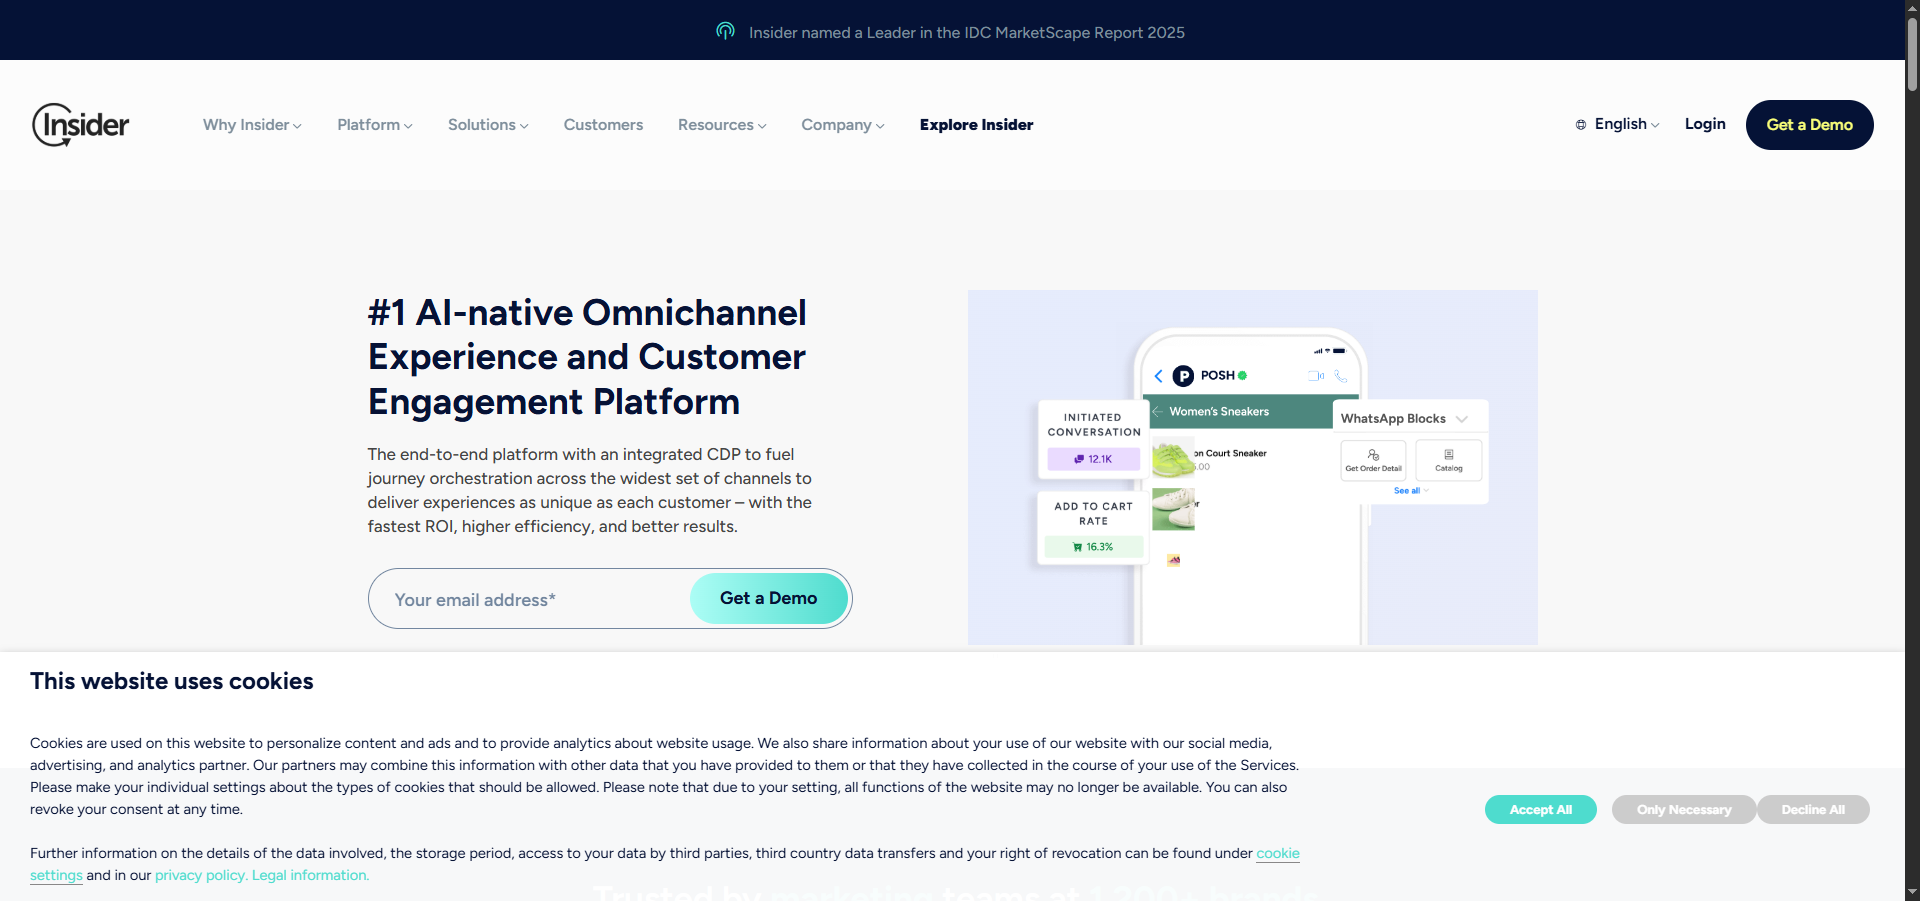 Insider named a Leader in the IDC MarketScape Report 2025
Insider
Why Insider
Platform
Solutions
Customers
Resources
Company
Explore Insider
English
Login
Get a Demo
#1 AI-native Omnichannel
Experience and Customer
Engagement Platform
The end-to-end platform with an integrated CDP to fuel
journey orchestration across the widest set of channels to
deliver experiences as unique as each customer – with the
fastest ROI, higher efficiency, and better results.
Your email address*
Get a Demo
P POSH
Women's Sneakers
INITIATED
CONVERSATION
12.1K
ADD TO CART
RATE
16.3%
Court Sneaker
WhatsApp Blocks
Get Order Detail
Catalog
See all
This website uses cookies
Cookies are used on this website to personalize content and ads and to provide analytics about website usage. We also share information about your use of our website with our social media,
advertising, and analytics partner. Our partners may combine this information with other data that you have provided to them or that they have collected in the course of your use of the Services.
Please make your individual settings about the types of cookies that should be allowed. Please note that due to your setting, all functions of the website may no longer be available. You can also
revoke your consent at any time.
Further information on the details of the data involved, the storage period, access to your data by third parties, third country data transfers and your right of revocation can be found under cookie
settings and in our privacy policy. Legal information.
Accept All
Only Necessary
Decline All
Trusted by marketing teams at 1,200+ brands